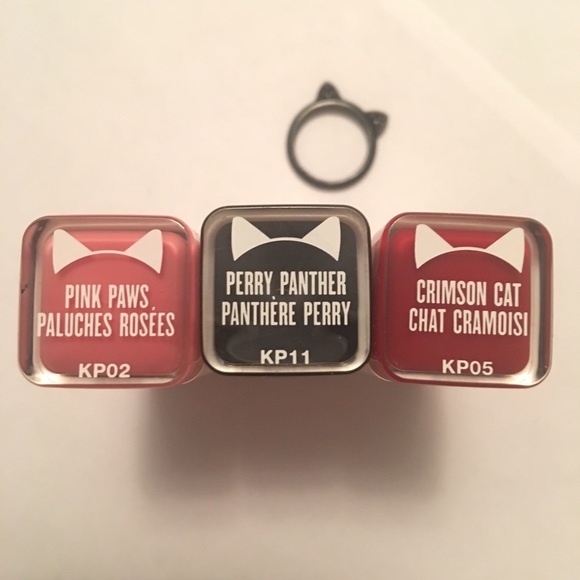 PINK PAWS
PALUCHES ROSÉES
KP02
PERRY PANTHER
PANTHÈRE PERRY
KP11
CRIMSON CAT
CHAT CRAMOISI
KP05